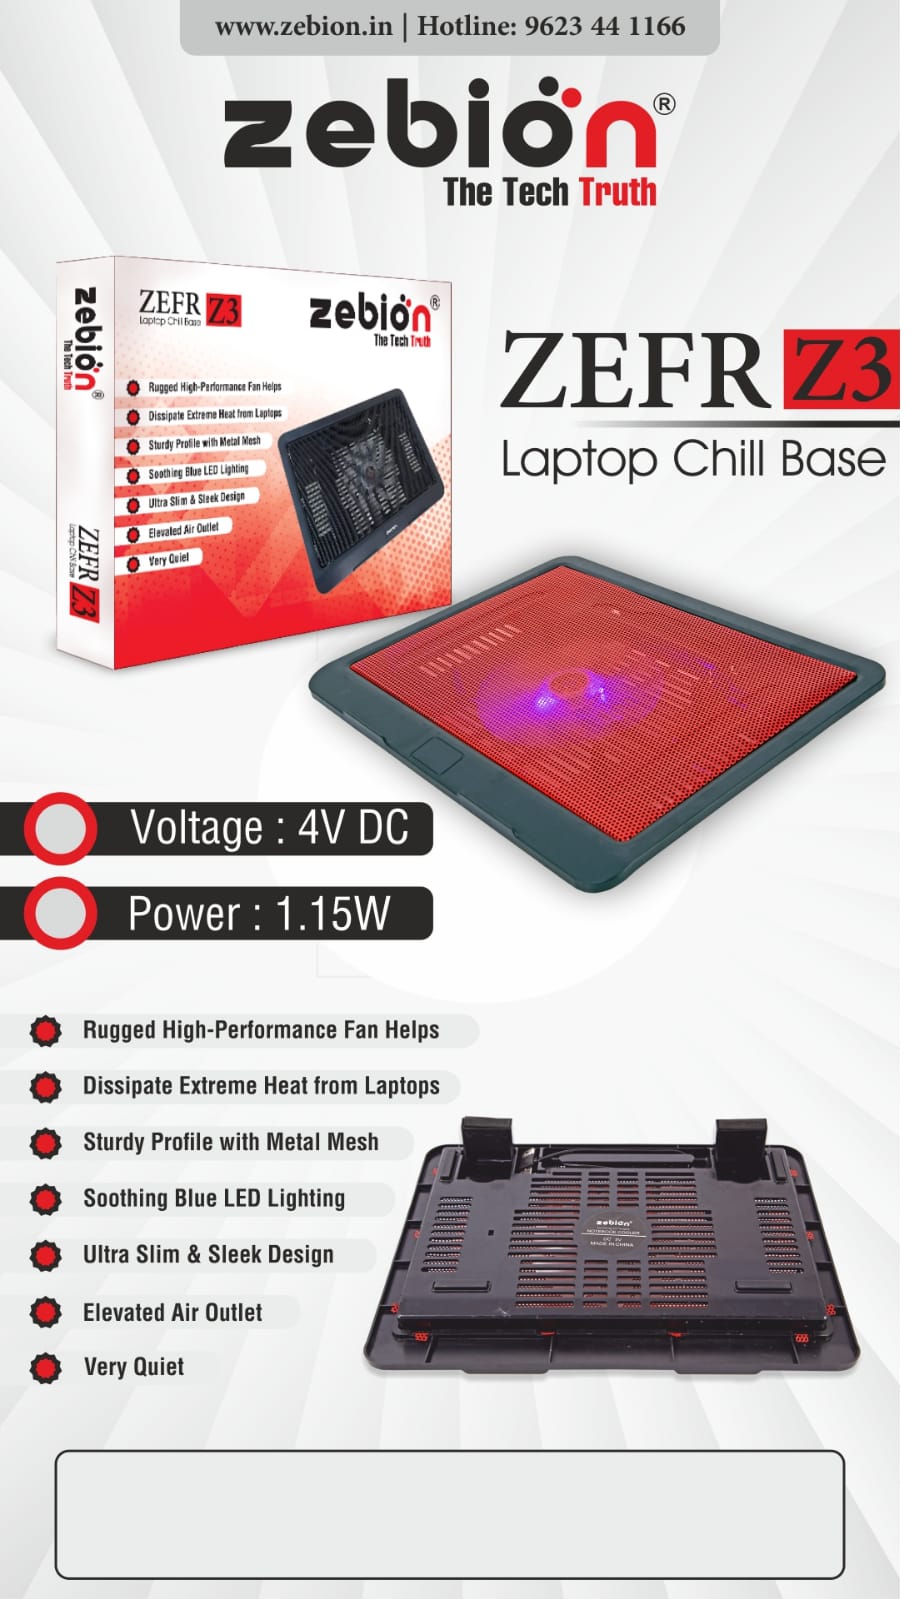 www.zebion.in | Hotline: 9623 44 1166
zebion®
The Tech Truth
zebion®
The Tech Truth
ZEFR Z3
Laptop Chill Base
ZEFR Z3
Laptop Chill Base
zebion®
The Tech Truth
Rugged High-Performance Fan Helps
Dissipate Extreme Heat from Laptops
Sturdy Profile with Metal Mesh
Soothing Blue LED Lighting
Ultra Slim & Sleek Design
Elevated Air Outlet
Very Quiet
ZEFR Z3
Laptop Chill Base
Voltage : 4V DC
Power : 1.15W
Rugged High-Performance Fan Helps
Dissipate Extreme Heat from Laptops
Sturdy Profile with Metal Mesh
Soothing Blue LED Lighting
Ultra Slim & Sleek Design
Elevated Air Outlet
Very Quiet
zebion®
NOTEBOOK COOLER
MADE IN CHINA